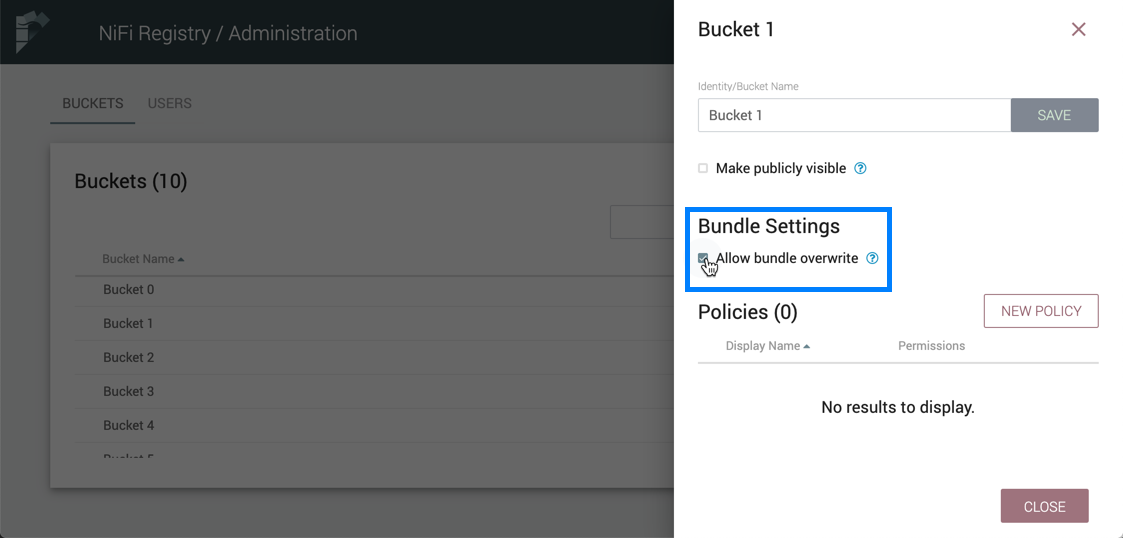 NiFi Registry / Administration
BUCKETS
USERS
Buckets (10)
Bucket Name
Bucket 0
Bucket 1
Bucket 2
Bucket 3
Bucket 4
Bucket 5
Bucket 1
Identity/Bucket Name
Bucket 1
SAVE
Make publicly visible
Bundle Settings
Allow bundle overwrite
Policies (0)
NEW POLICY
Display Name
Permissions
No results to display.
CLOSE